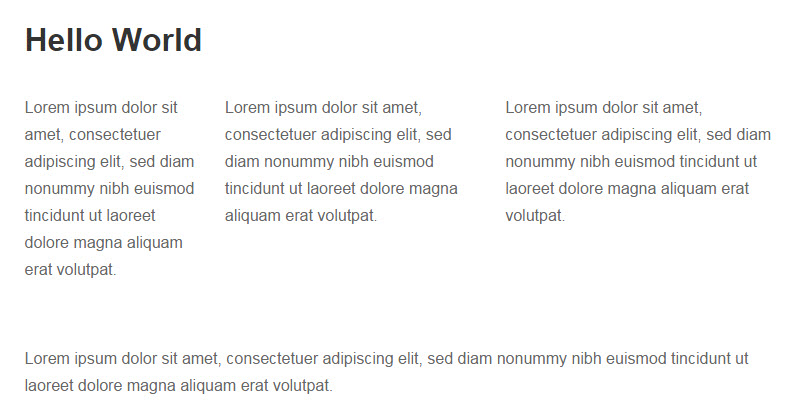 Hello World
Lorem ipsum dolor sit
amet, consectetuer
adipiscing elit, sed diam
nonummy nibh euismod
tincidunt ut laoreet
dolore magna aliquam
erat volutpat.
Lorem ipsum dolor sit amet,
consectetuer adipiscing elit, sed
diam nonummy nibh euismod
tincidunt ut laoreet dolore magna
aliquam erat volutpat.
Lorem ipsum dolor sit amet,
consectetuer adipiscing elit, sed diam
nonummy nibh euismod tincidunt ut
laoreet dolore magna aliquam erat
volutpat.
Lorem ipsum dolor sit amet, consectetuer adipiscing elit, sed diam nonummy nibh euismod tincidunt ut
laoreet dolore magna aliquam erat volutpat.